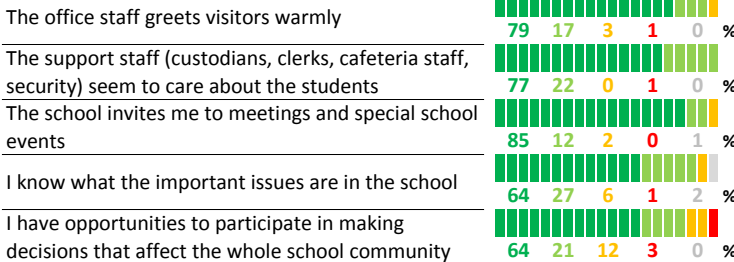 The office staff greets visitors warmly
79 17 3 1 0 %
The support staff (custodians, clerks, cafeteria staff,
security) seem to care about the students
77 22 0 1 0 %
The school invites me to meetings and special school
events
85 12 2 0 1 %
I know what the important issues are in the school
64 27 6 1 2 %
I have opportunities to participate in making
decisions that affect the whole school community
64 21 12 3 0 %